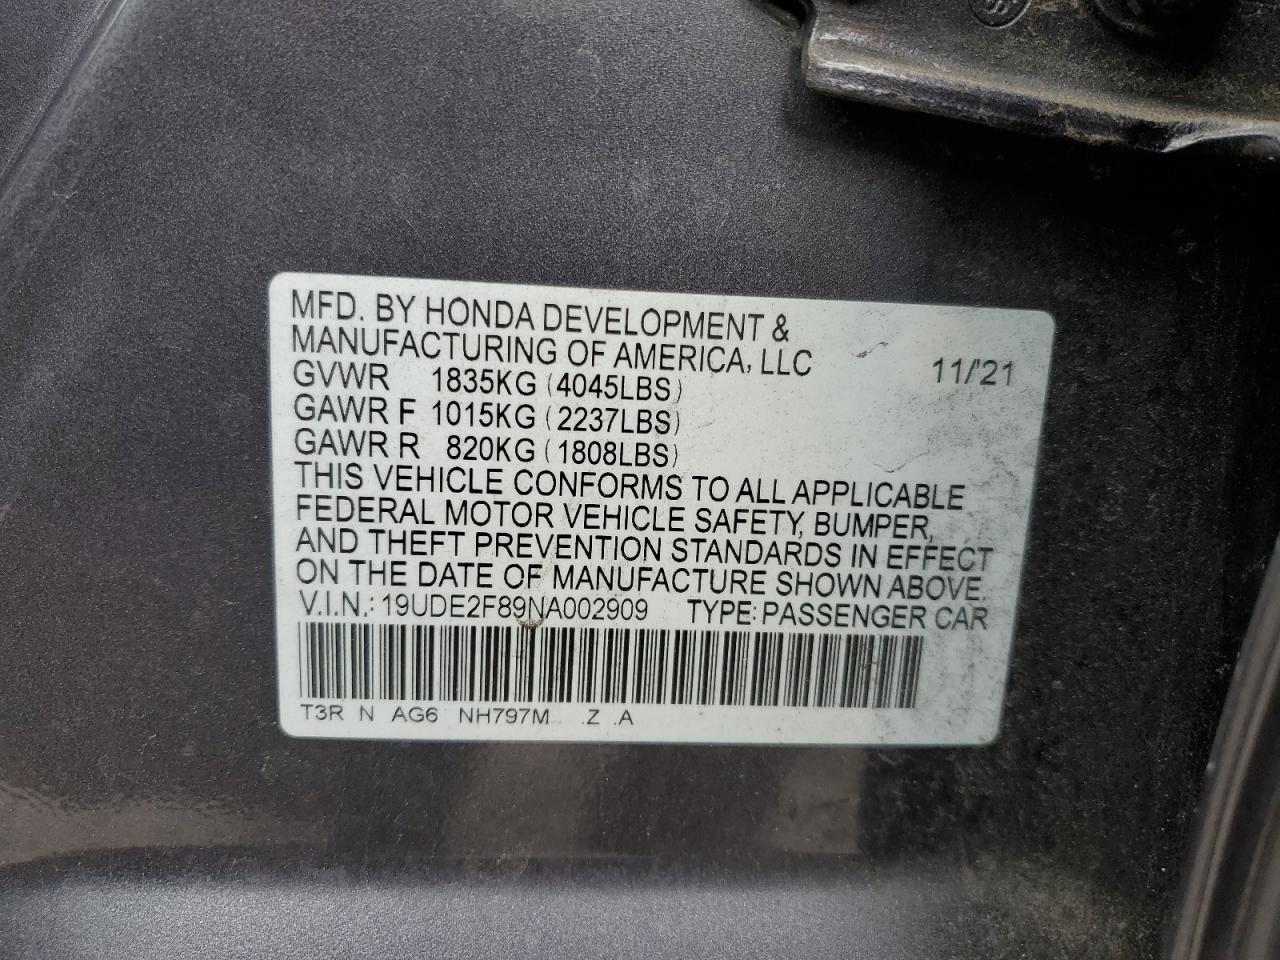 MFD. BY HONDA DEVELOPMENT &
MANUFACTURING OF AMERICA, LLC 11/'21
GVWR 1835KG (4045LBS)
GAWR F 1015KG (2237LBS)
GAWR R 820KG (1808LBS)
THIS VEHICLE CONFORMS TO ALL APPLICABLE
FEDERAL MOTOR VEHICLE SAFETY, BUMPER,
AND THEFT PREVENTION STANDARDS IN EFFECT
ON THE DATE OF MANUFACTURE SHOWN ABOVE.
V.I.N.: 19UDE2F89NA002909 TYPE: PASSENGER CAR
T3R N AG6 NH797M .Z .A